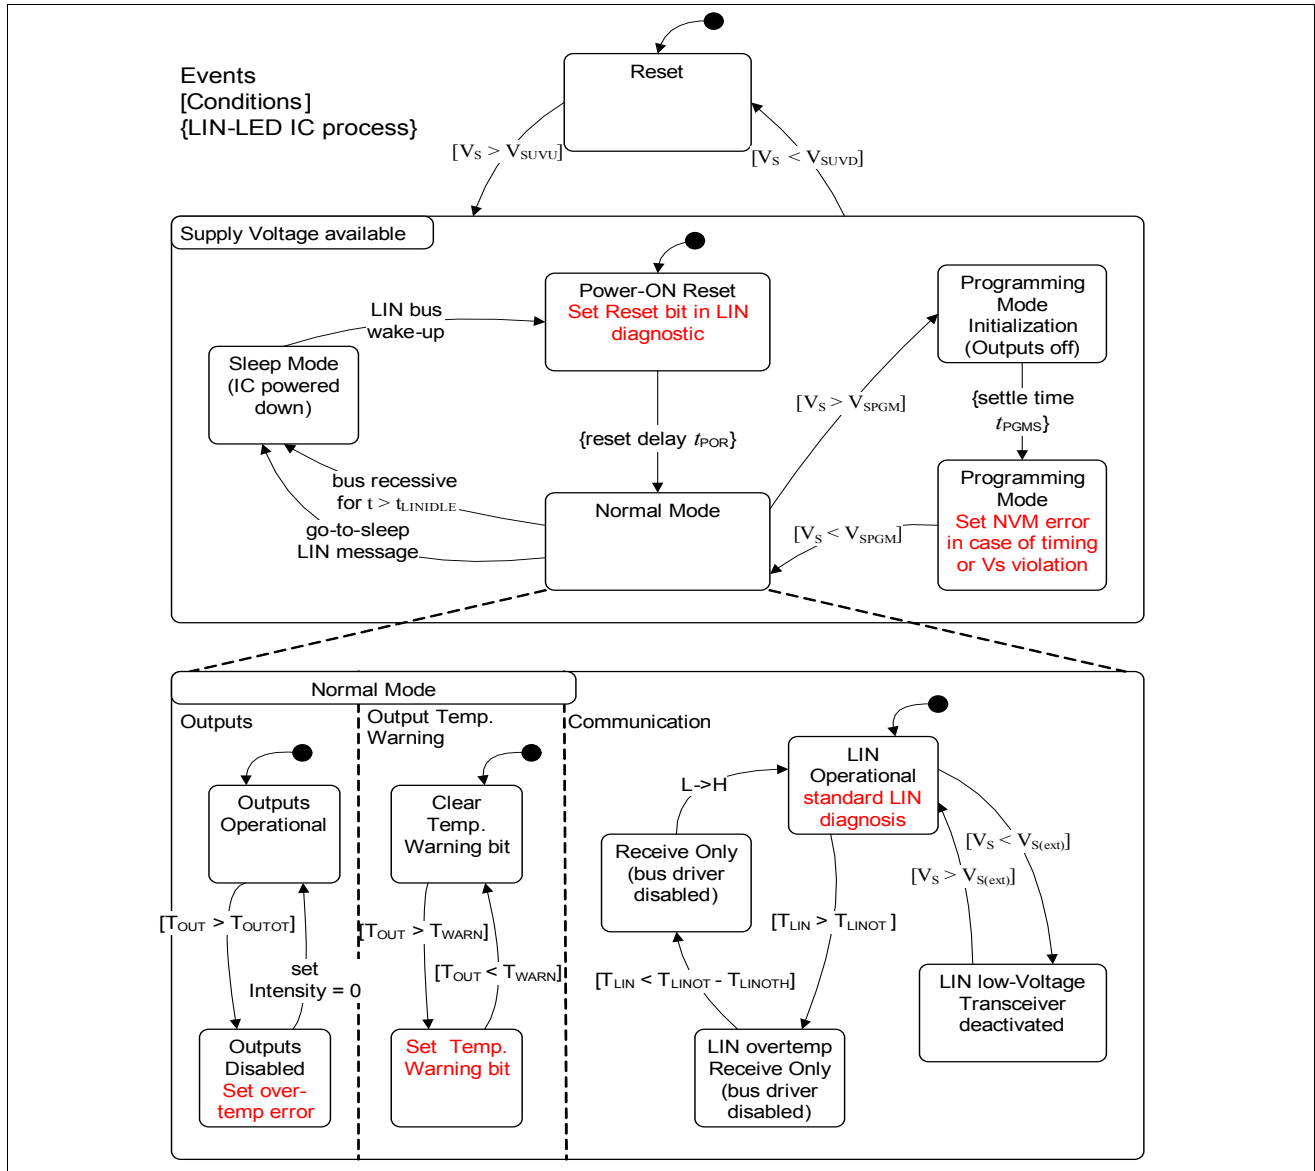 Reset
Events
[Conditions]
{LIN-LED IC process}
[VS > VSUVU]
[VS < VSUVD]
Supply Voltage available
Power-ON Reset
Set Reset bit in LIN
diagnostic
Programming
Mode
Initialization
(Outputs off)
LIN bus
wake-up
Sleep Mode
(IC powered
down)
[VS > VSPGM]
{settle time
tPGMS}
{reset delay tPOR}
bus recessive
for t > tLINIDLE
go-to-sleep
LIN message
Normal Mode
[VS < VSPGM]
Programming
Mode
Set NVM error
in case of timing
or Vs violation
Normal Mode
Outputs
Output Temp.
Warning
Communication
Outputs
Operational
Clear
Temp.
Warning bit
L->H
LIN
Operational
standard LIN
diagnosis
Receive Only
(bus driver
disabled)
[VS < VS(ext)]
[VS > VS(ext)]
[TOUT > TOUTOT]
[TOUT > TWARN]
[TLIN > TLINOT]
set
Intensity = 0
[TOUT < TWARN]
[TLIN < TLINOT - TLINOTH]
LIN low-Voltage
Transceiver
deactivated
Outputs
Disabled
Set over-
temp error
Set Temp.
Warning bit
LIN overtemp
Receive Only
(bus driver
disabled)